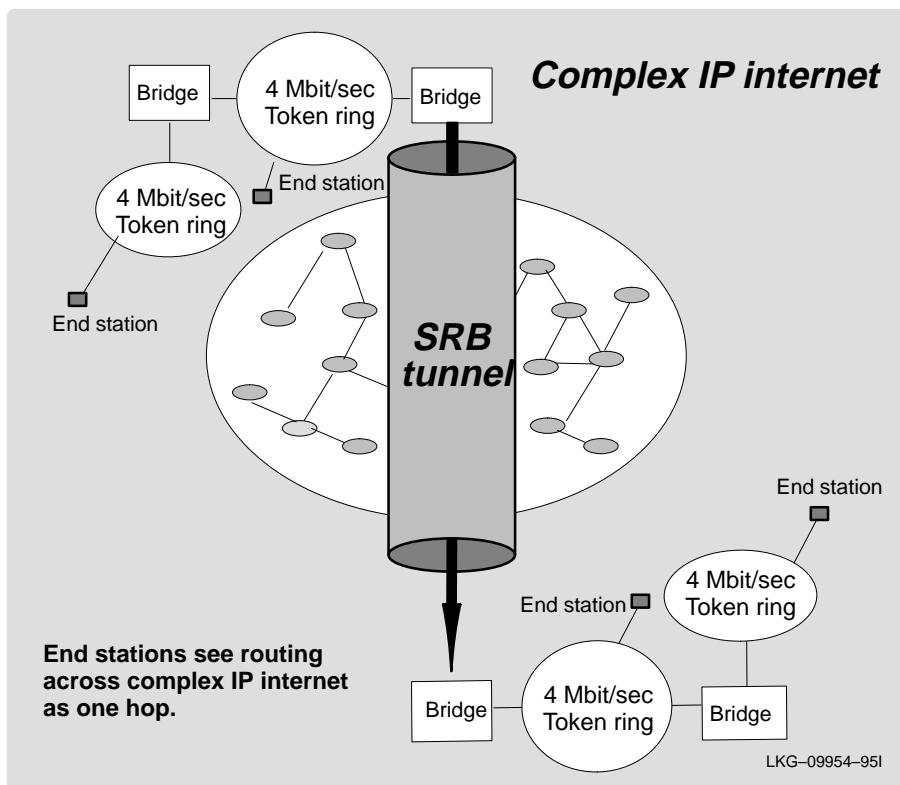 Complex IP internet
Bridge
4 Mbit/sec
Token ring
Bridge
4 Mbit/sec
Token ring
End station
End station
SRB
tunnel
End station
4 Mbit/sec
Token ring
End station
End stations see routing
across complex IP internet
as one hop.
Bridge
4 Mbit/sec
Token ring
Bridge
LKG–09954–95I